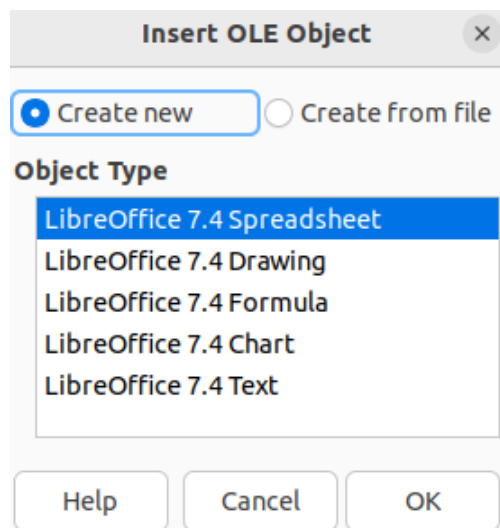 Insert OLE Object
Create new Create from file
Object Type
LibreOffice 7.4 Spreadsheet
LibreOffice 7.4 Drawing
LibreOffice 7.4 Formula
LibreOffice 7.4 Chart
LibreOffice 7.4 Text
Help Cancel OK